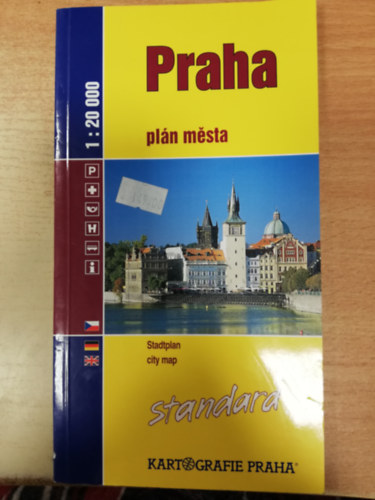 Praha
plán města
1 : 20 000
P
H
i
Stadtplan
city map
standard
KARTOGRAFIE PRAHA®